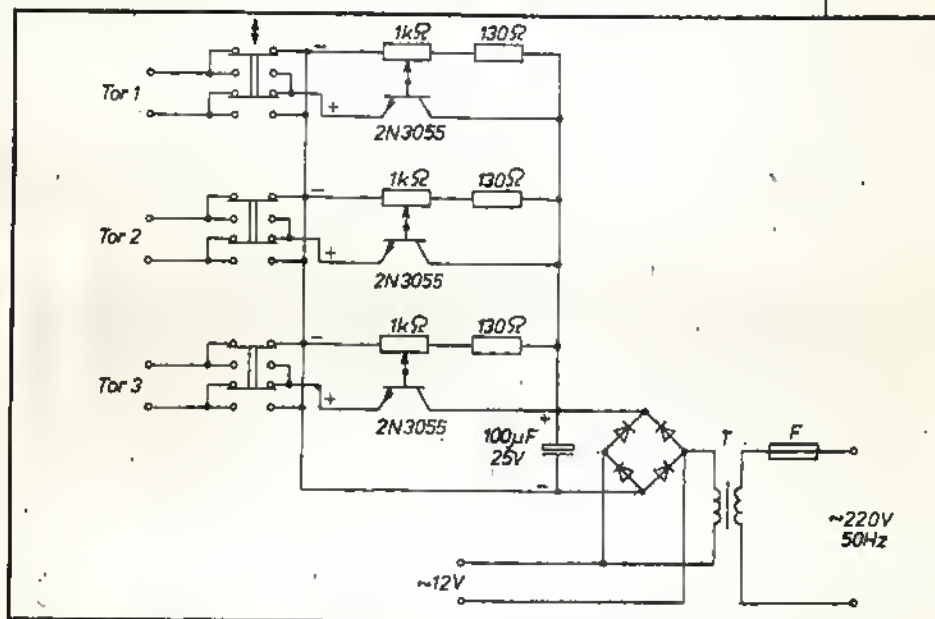 1kΩ 130Ω
Tor 1
+
2N3055
1kΩ 130Ω
Tor 2
+
2N3055
1kΩ 130Ω
Tor 3
+
2N3055
100µF
25V
+
T F
~220V
50Hz
~12V